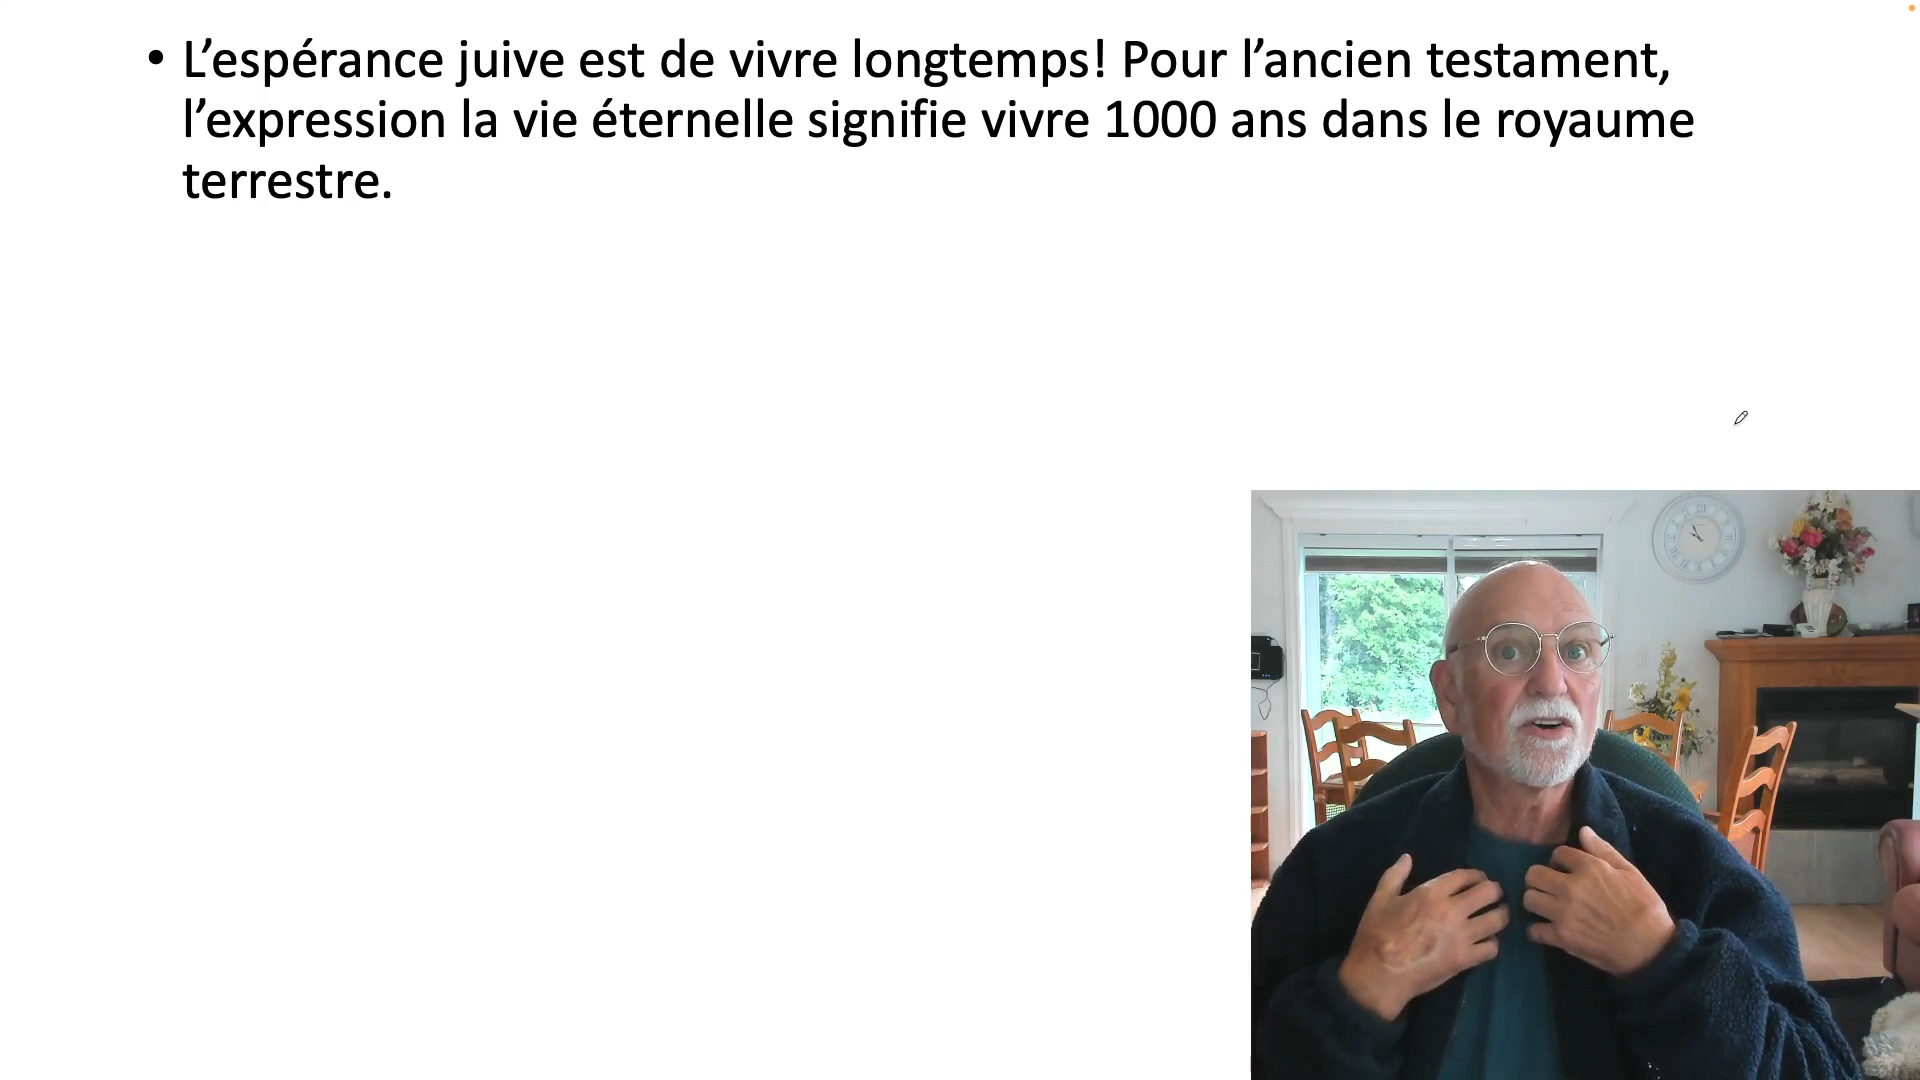 • L’espérance juive est de vivre longtemps! Pour l’ancien testament,
l’expression la vie éternelle signifie vivre 1000 ans dans le royaume
terrestre.